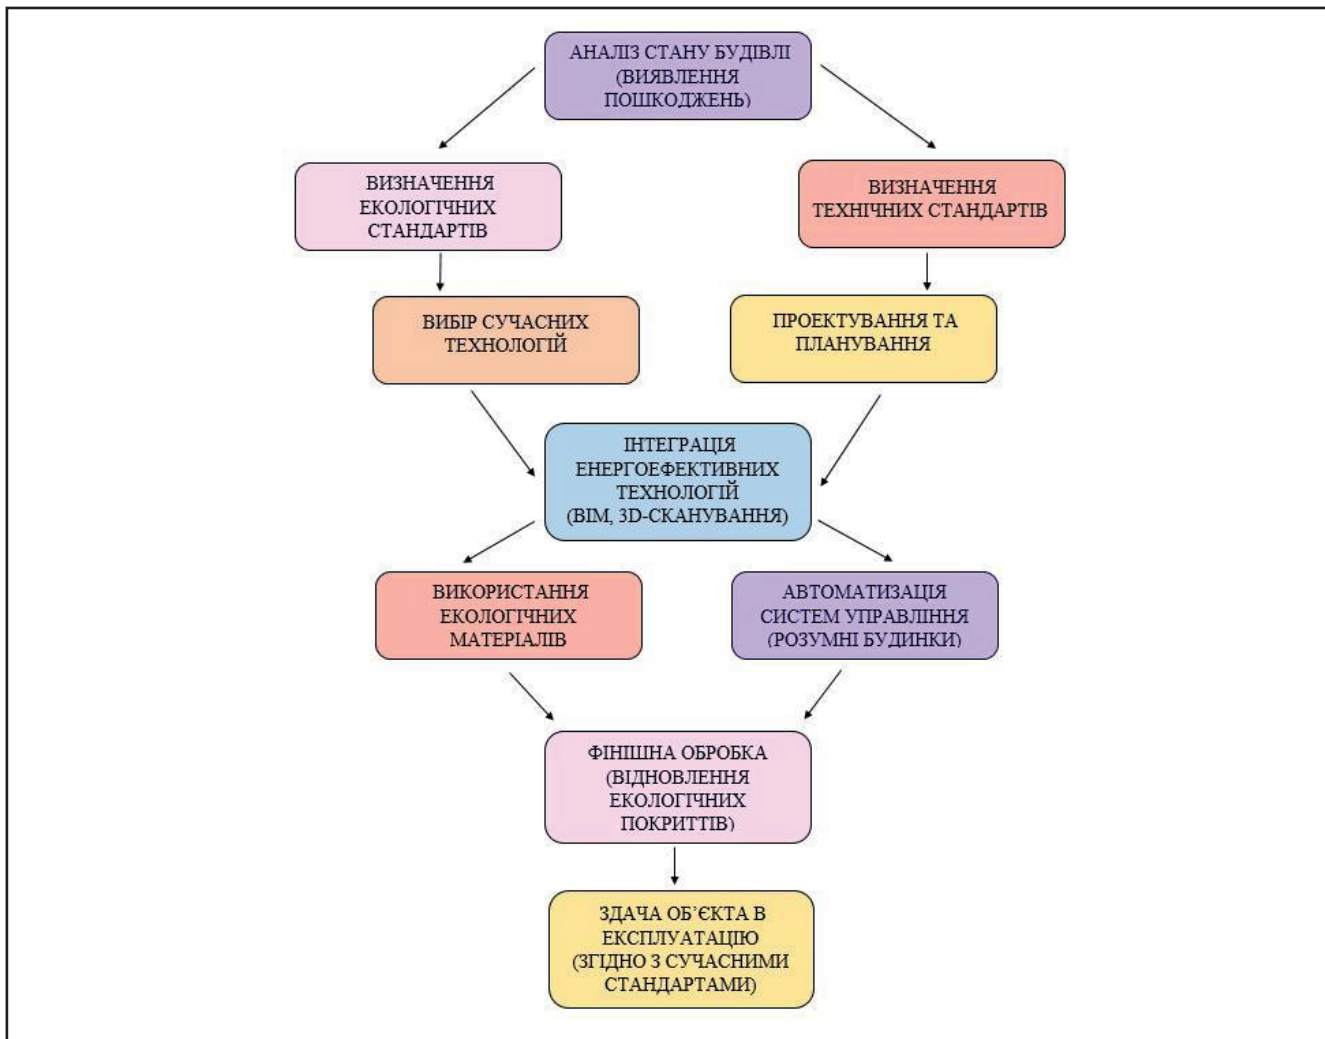 АНАЛІЗ СТАНУ БУДІВЛІ
(ВИЯВЛЕННЯ
ПОШКОДЖЕНЬ)
ВИЗНАЧЕННЯ
ЕКОЛОГІЧНИХ
СТАНДАРТІВ
ВИЗНАЧЕННЯ
ТЕХНІЧНИХ СТАНДАРТІВ
ВИБІР СУЧАСНИХ
ТЕХНОЛОГІЙ
ПРОЕКТУВАННЯ ТА
ПЛАНУВАННЯ
ІНТЕГРАЦІЯ
ЕНЕРГОЕФЕКТИВНИХ
ТЕХНОЛОГІЙ
(BIM, 3D-СКАНУВАННЯ)
ВИКОРИСТАННЯ
ЕКОЛОГІЧНИХ
МАТЕРІАЛІВ
АВТОМАТИЗАЦІЯ
СИСТЕМ УПРАВЛІННЯ
(РОЗУМНІ БУДИНКИ)
ФІНІШНА ОБРОБКА
(ВІДНОВЛЕННЯ
ЕКОЛОГІЧНИХ
ПОКРИТТІВ)
ЗДАЧА ОБ’ЄКТА В
ЕКСПЛУАТАЦІЮ
(ЗГІДНО З СУЧАСНИМИ
СТАНДАРТАМИ)